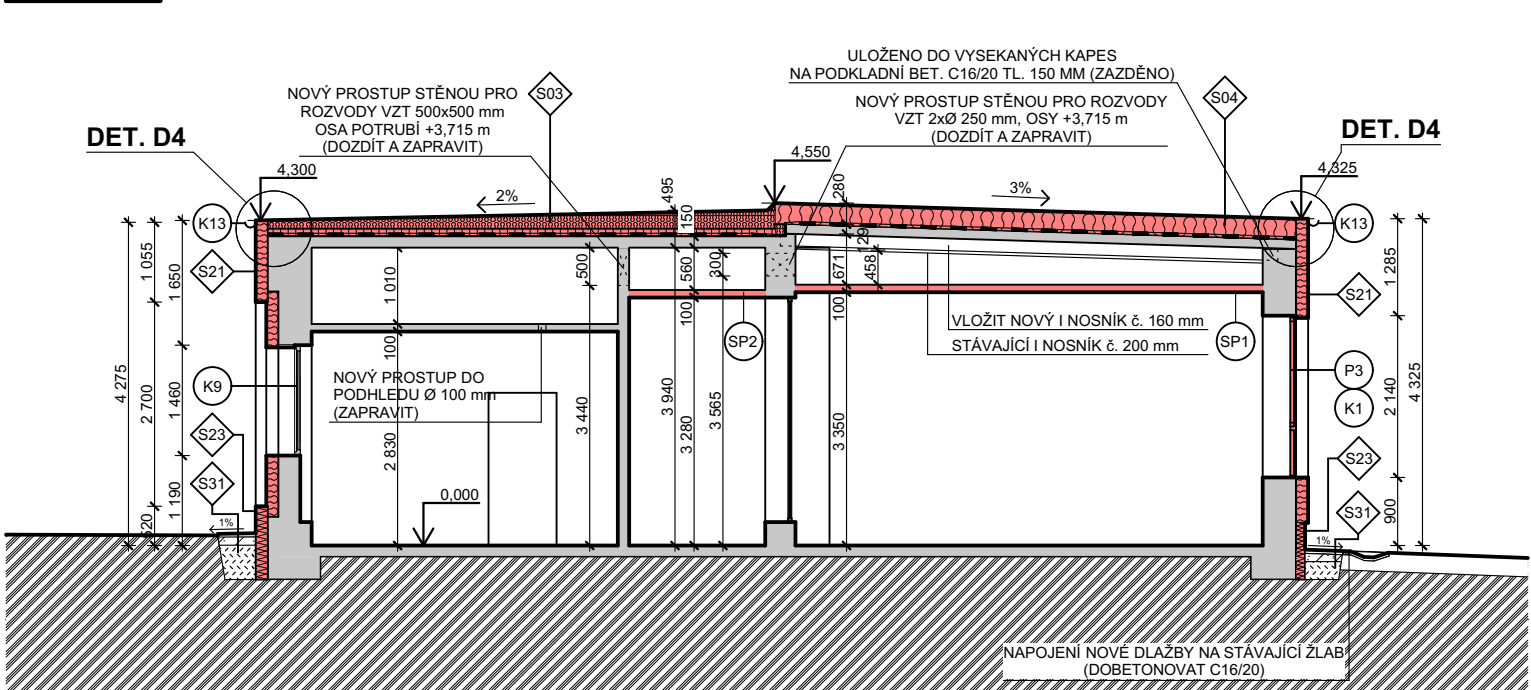 ULOŽENO DO VYSEKANÝCH KAPES
NA PODKLADNÍ BET. C16/20 TL. 150 MM (ZAZDĚNO)
NOVÝ PROSTUP STĚNOU PRO
ROZVODY VZT 500x500 mm
OSA POTRUBÍ +3,715 m
(DOZDÍT A ZAPRAVIT)
S03
NOVÝ PROSTUP STĚNOU PRO ROZVODY
VZT 2xØ 250 mm, OSY +3,715 m
(DOZDÍT A ZAPRAVIT)
S04
DET. D4
DET. D4
4,300
4,550
4,325
2%
3%
495
150
280
129
K13
K13
S21
S21
1 055
1 650
4 275
2 700
1 460
1 190
520
1 010
100
2 830
500
3 440
560
100
3 940
3 280
300
3 565
671
458
100
3 350
1 285
2 140
4 325
900
SP2
SP1
VLOŽIT NOVÝ I NOSNÍK č. 160 mm
STÁVAJÍCÍ I NOSNÍK č. 200 mm
K9
NOVÝ PROSTUP DO
PODHLEDU Ø 100 mm
(ZAPRAVIT)
P3
K1
S23
S31
S23
S31
0,000
1%
1%
NAPOJENÍ NOVÉ DLAŽBY NA STÁVAJÍCÍ ŽLAB
(DOBETONOVAT C16/20)